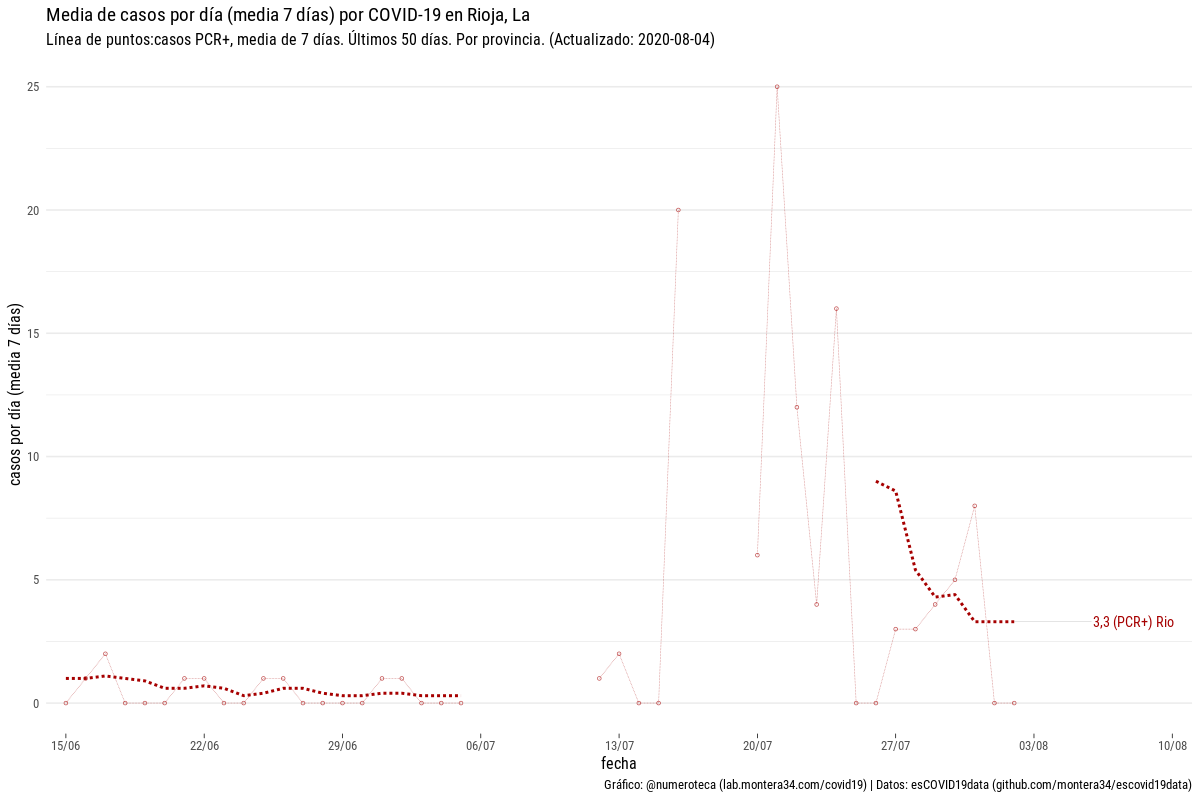 Media de casos por día (media 7 días) por COVID-19 en Rioja, La
Línea de puntos:casos PCR+, media de 7 días. Últimos 50 días. Por provincia. (Actualizado: 2020-08-04)
casos por día (media 7 días)
25
20
15
10
5
0
3,3 (PCR+) Rio
15/06 22/06 29/06 06/07 13/07 20/07 27/07 03/08 10/08
fecha
Gráfico: @numeroteca (lab.montera34.com/covid19) | Datos: esCOVID19data (github.com/montera34/escovid19data)